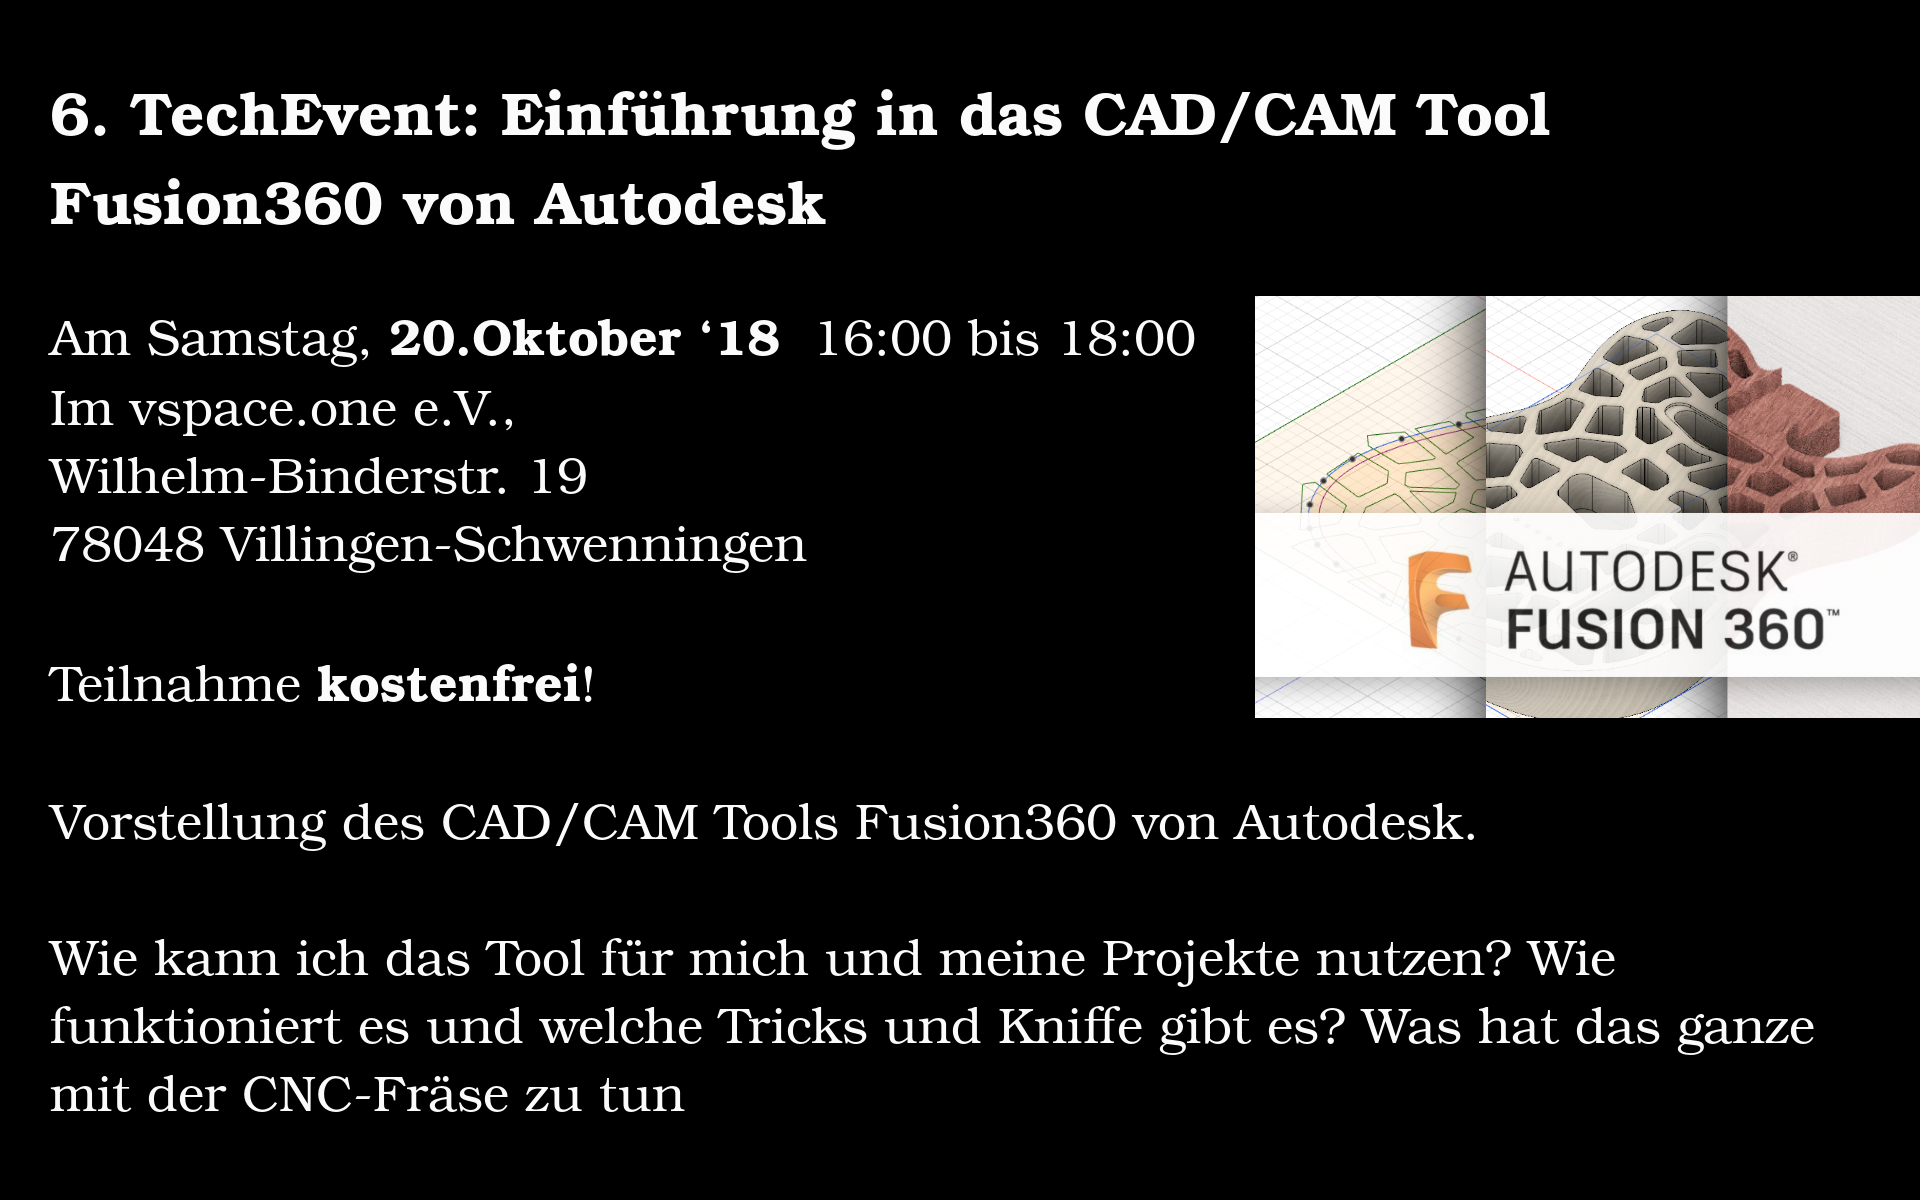 6. TechEvent: Einführung in das CAD/CAM Tool
Fusion360 von Autodesk
Am Samstag, 20.Oktober ‘18  16:00 bis 18:00
Im vspace.one e.V.,
Wilhelm-Binderstr. 19
78048 Villingen-Schwenningen
Teilnahme kostenfrei!
AUTODESK®
FUSION 360™
Vorstellung des CAD/CAM Tools Fusion360 von Autodesk.
Wie kann ich das Tool für mich und meine Projekte nutzen? Wie
funktioniert es und welche Tricks und Kniffe gibt es? Was hat das ganze
mit der CNC-Fräse zu tun